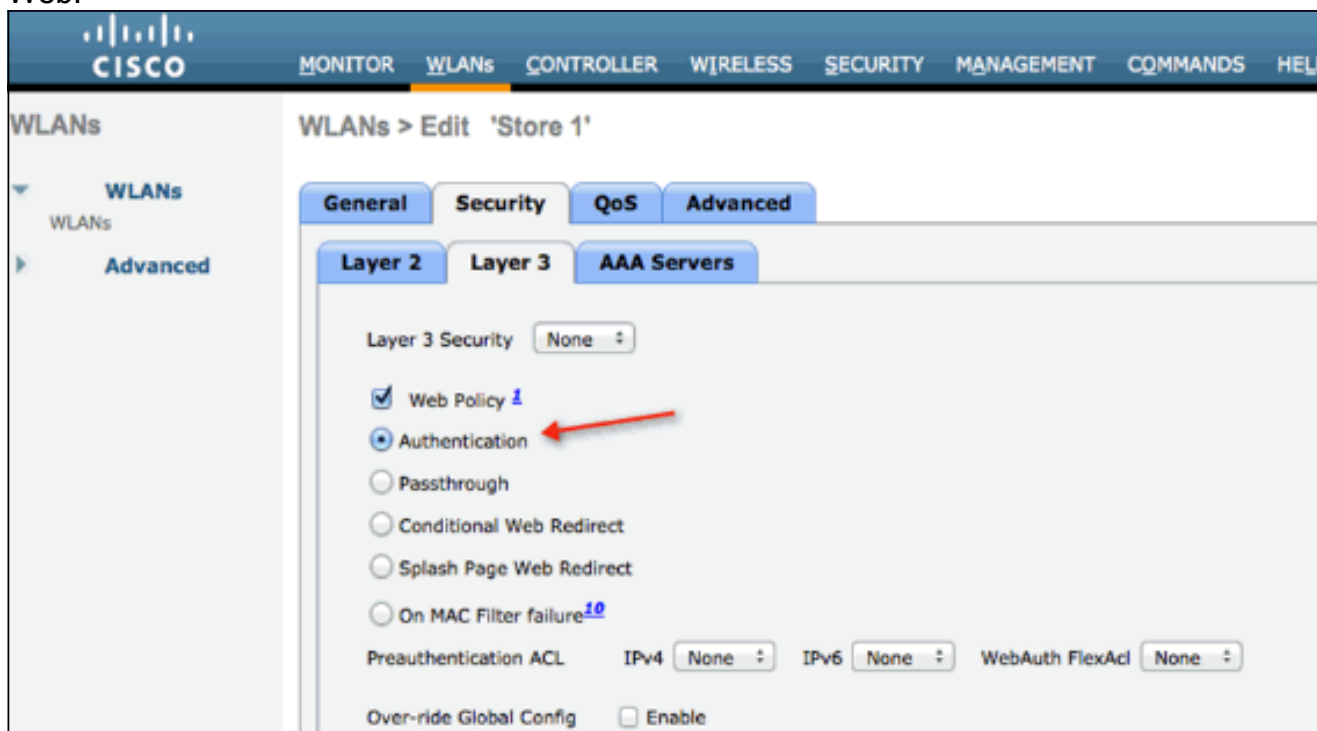 Web.
CISCO
MONITOR WLANs CONTROLLER WIRELESS SECURITY MANAGEMENT COMMANDS
WLANs
WLANs > Edit 'Store 1'
WLANs
WLANs
Advanced
General Security QoS Advanced
Layer 2 Layer 3 AAA Servers
Layer 3 Security None
Web Policy 1
Authentication
Passthrough
Conditional Web Redirect
Splash Page Web Redirect
On MAC Filter failure10
Preauthentication ACL IPv4 None IPv6 None WebAuth FlexAcl None
Over-ride Global Config Enable